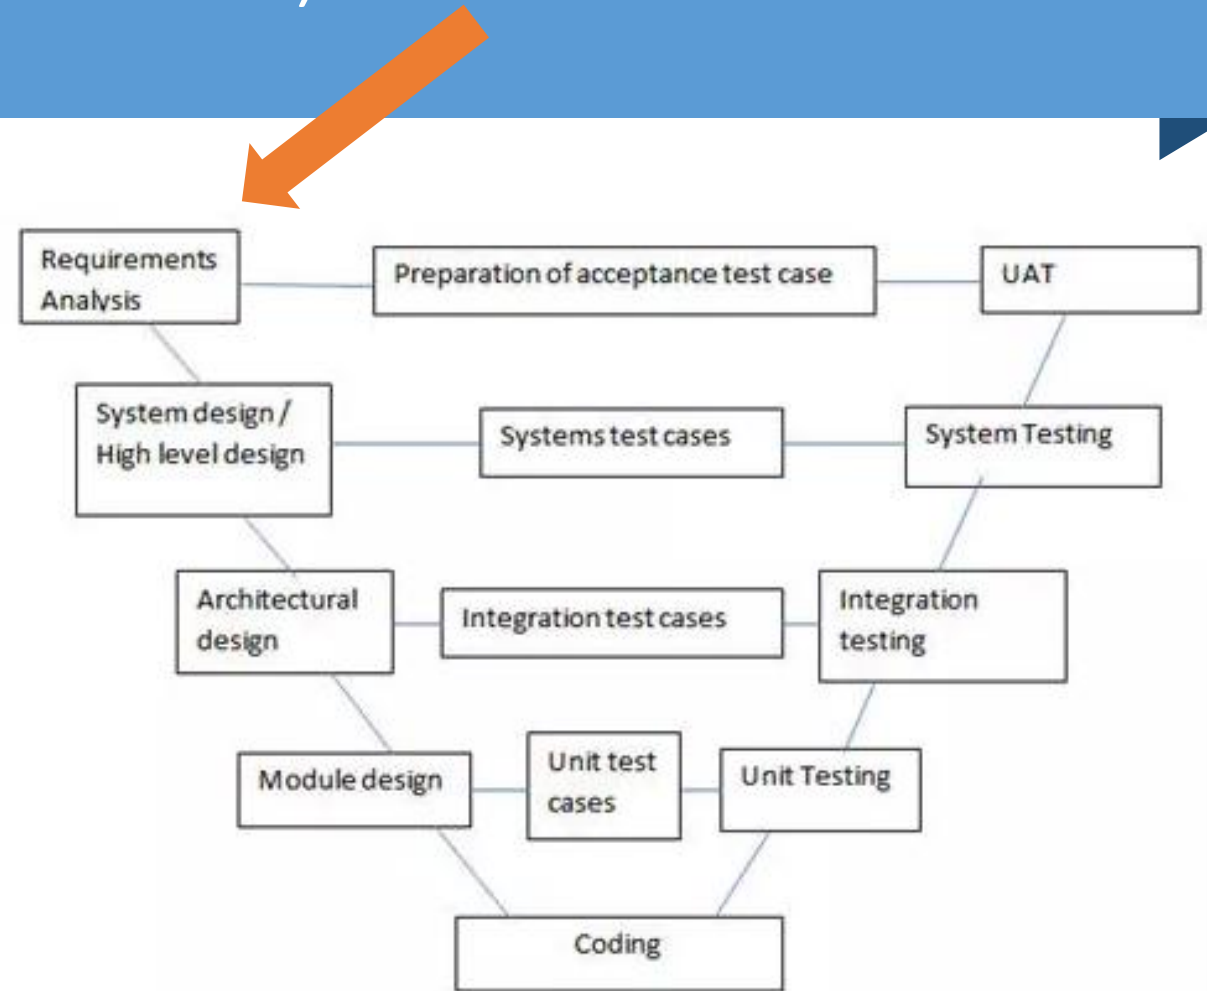 Requirements
Analysis
Preparation of acceptance test case
UAT
System design /
High level design
Systems test cases
System Testing
Architectural
design
Integration test cases
Integration
testing
Module design
Unit test
cases
Unit Testing
Coding